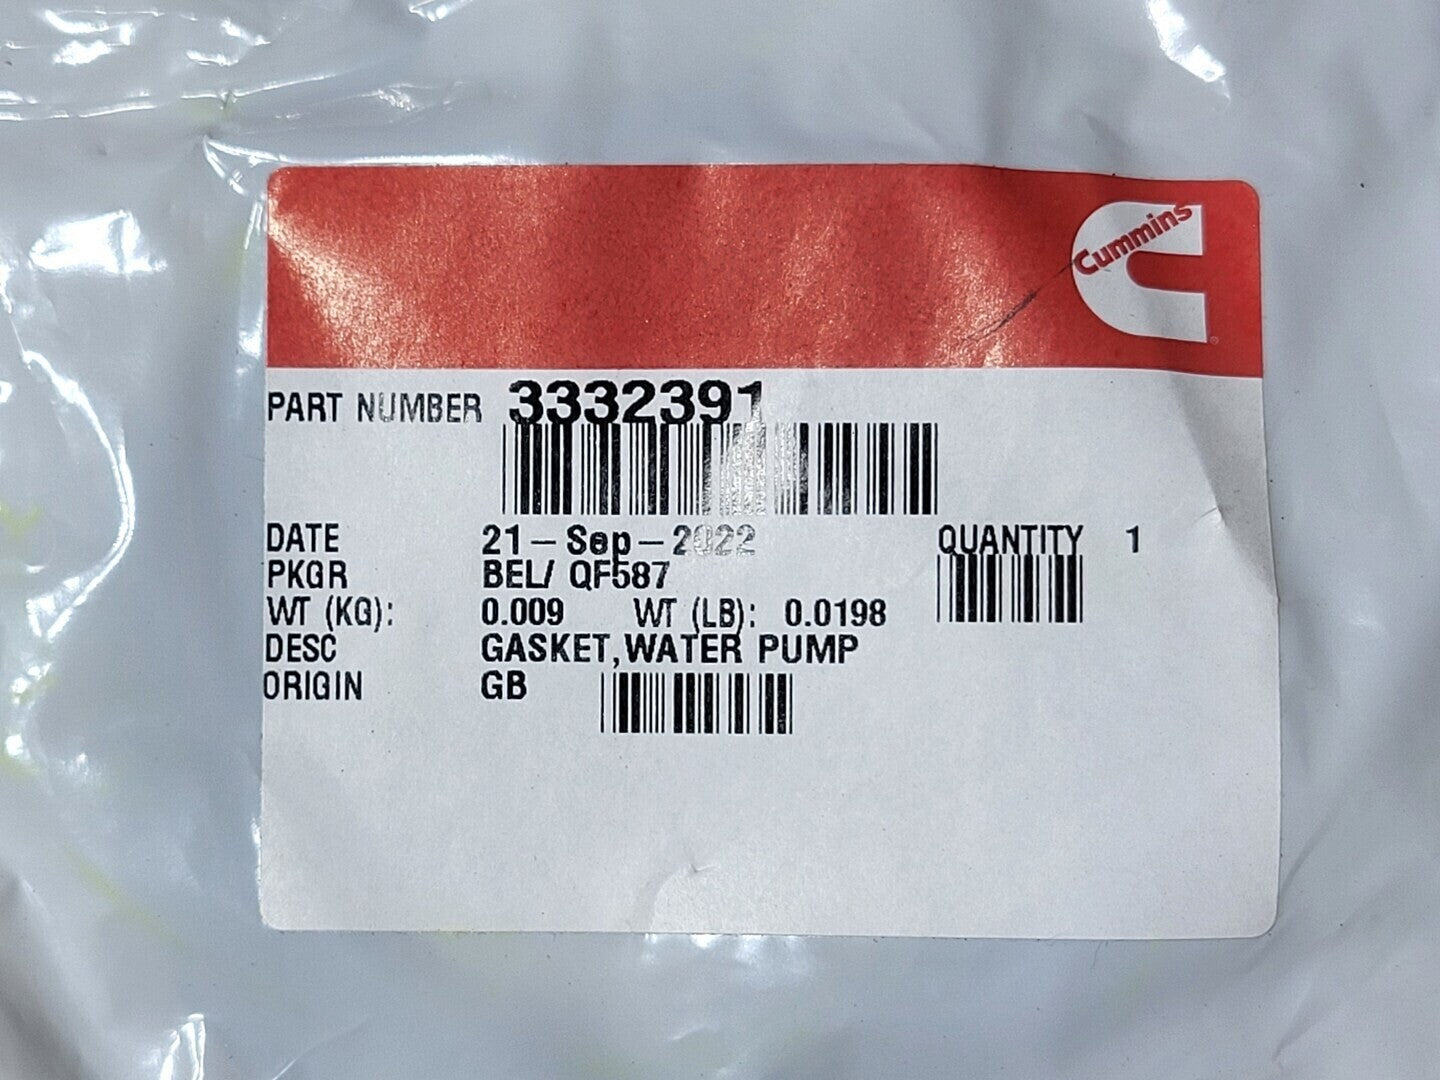 Cummins
PART NUMBER 3332391
DATE 21-Sep-2022 QUANTITY 1
PKGR BEL/ QF587
WT (KG): 0.009 WT (LB): 0.0198
DESC GASKET,WATER PUMP
ORIGIN GB